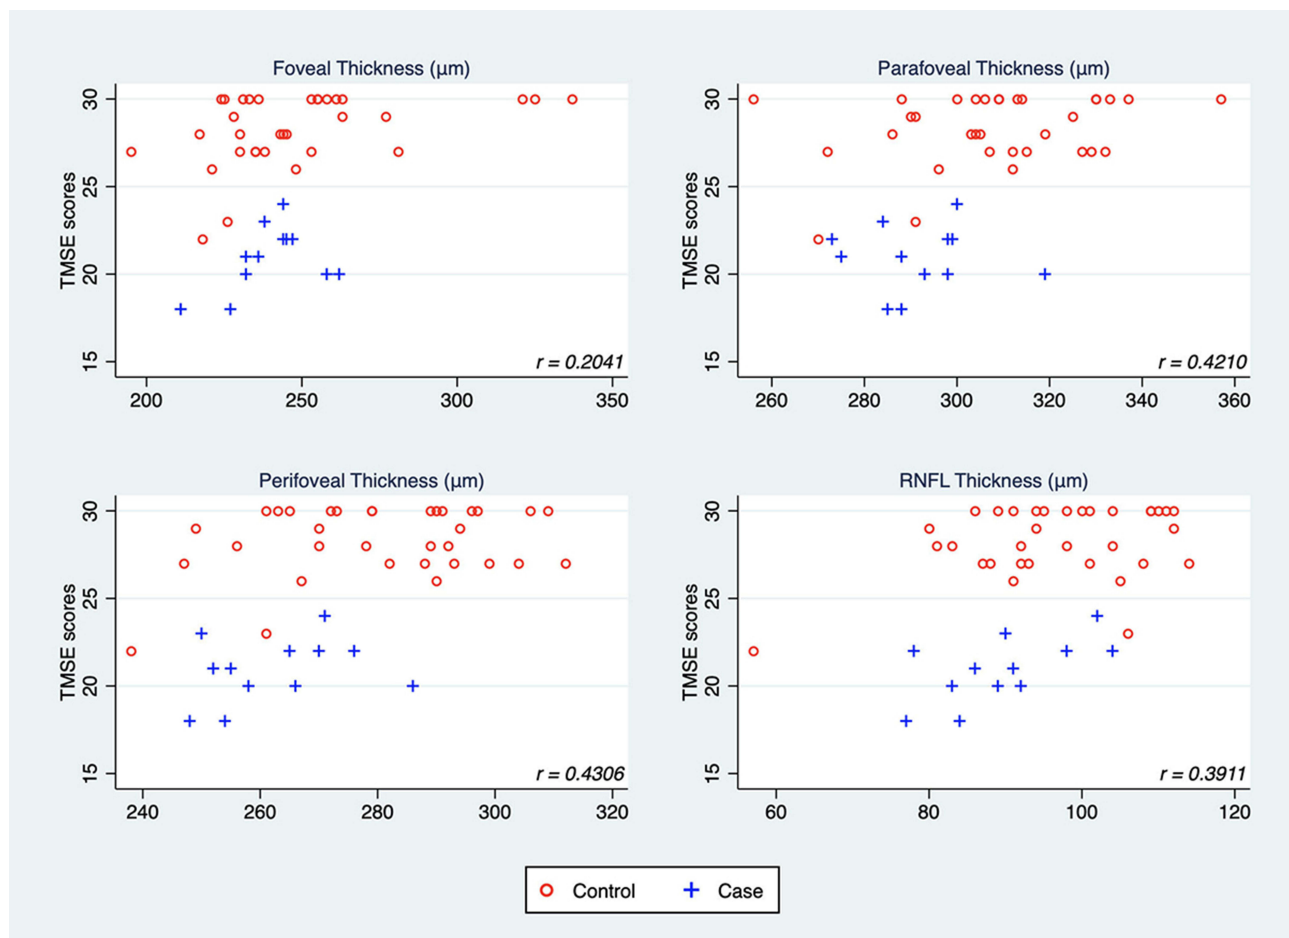 Foveal Thickness (µm)
TMSE scores
30
25
20
15
r = 0.2041
200 250 300 350
Parafoveal Thickness (µm)
TMSE scores
30
25
20
15
r = 0.4210
260 280 300 320 340 360
Perifoveal Thickness (µm)
TMSE scores
30
25
20
15
r = 0.4306
240 260 280 300 320
RNFL Thickness (µm)
TMSE scores
30
25
20
15
r = 0.3911
60 80 100 120
Control Case